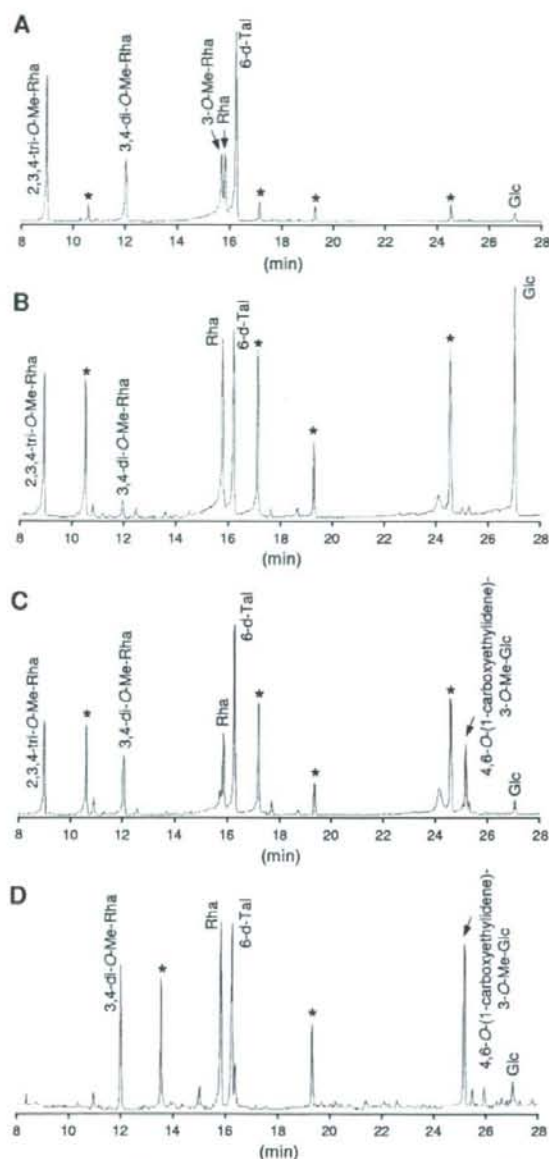 A
2,3,4-tri-O-Me-Rha
*
3,4-di-O-Me-Rha
3-O-Me-Rha
Rha
6-d-Tal
*
*
*
Glc
8 10 12 14 16 18 20 22 24 26 28
(min)
B
2,3,4-tri-O-Me-Rha
*
3,4-di-O-Me-Rha
Rha
6-d-Tal
*
*
*
Glc
8 10 12 14 16 18 20 22 24 26 28
(min)
C
2,3,4-tri-O-Me-Rha
*
3,4-di-O-Me-Rha
Rha
6-d-Tal
*
*
*
4,6-O-(1-carboxyethylidene)-
3-O-Me-Glc
Glc
8 10 12 14 16 18 20 22 24 26 28
(min)
D
3,4-di-O-Me-Rha
*
Rha
6-d-Tal
*
4,6-O-(1-carboxyethylidene)-
3-O-Me-Glc
Glc
8 10 12 14 16 18 20 22 24 26 28